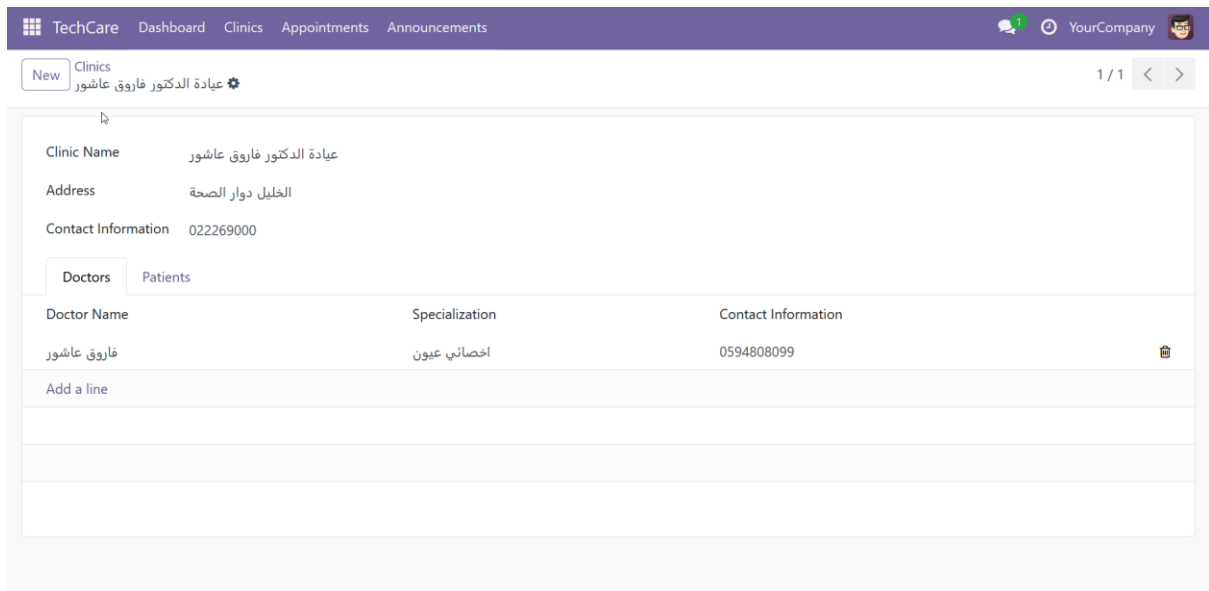 TechCare Dashboard Clinics Appointments Announcements 1 YourCompany
New Clinics 1 / 1
عيادة الدكتور فاروق عاشور
Clinic Name عيادة الدكتور فاروق عاشور
Address الخليل دوار الصحة
Contact Information 022269000
Doctors Patients
Doctor Name Specialization Contact Information
فاروق عاشور اخصائي عيون 0594808099
Add a line